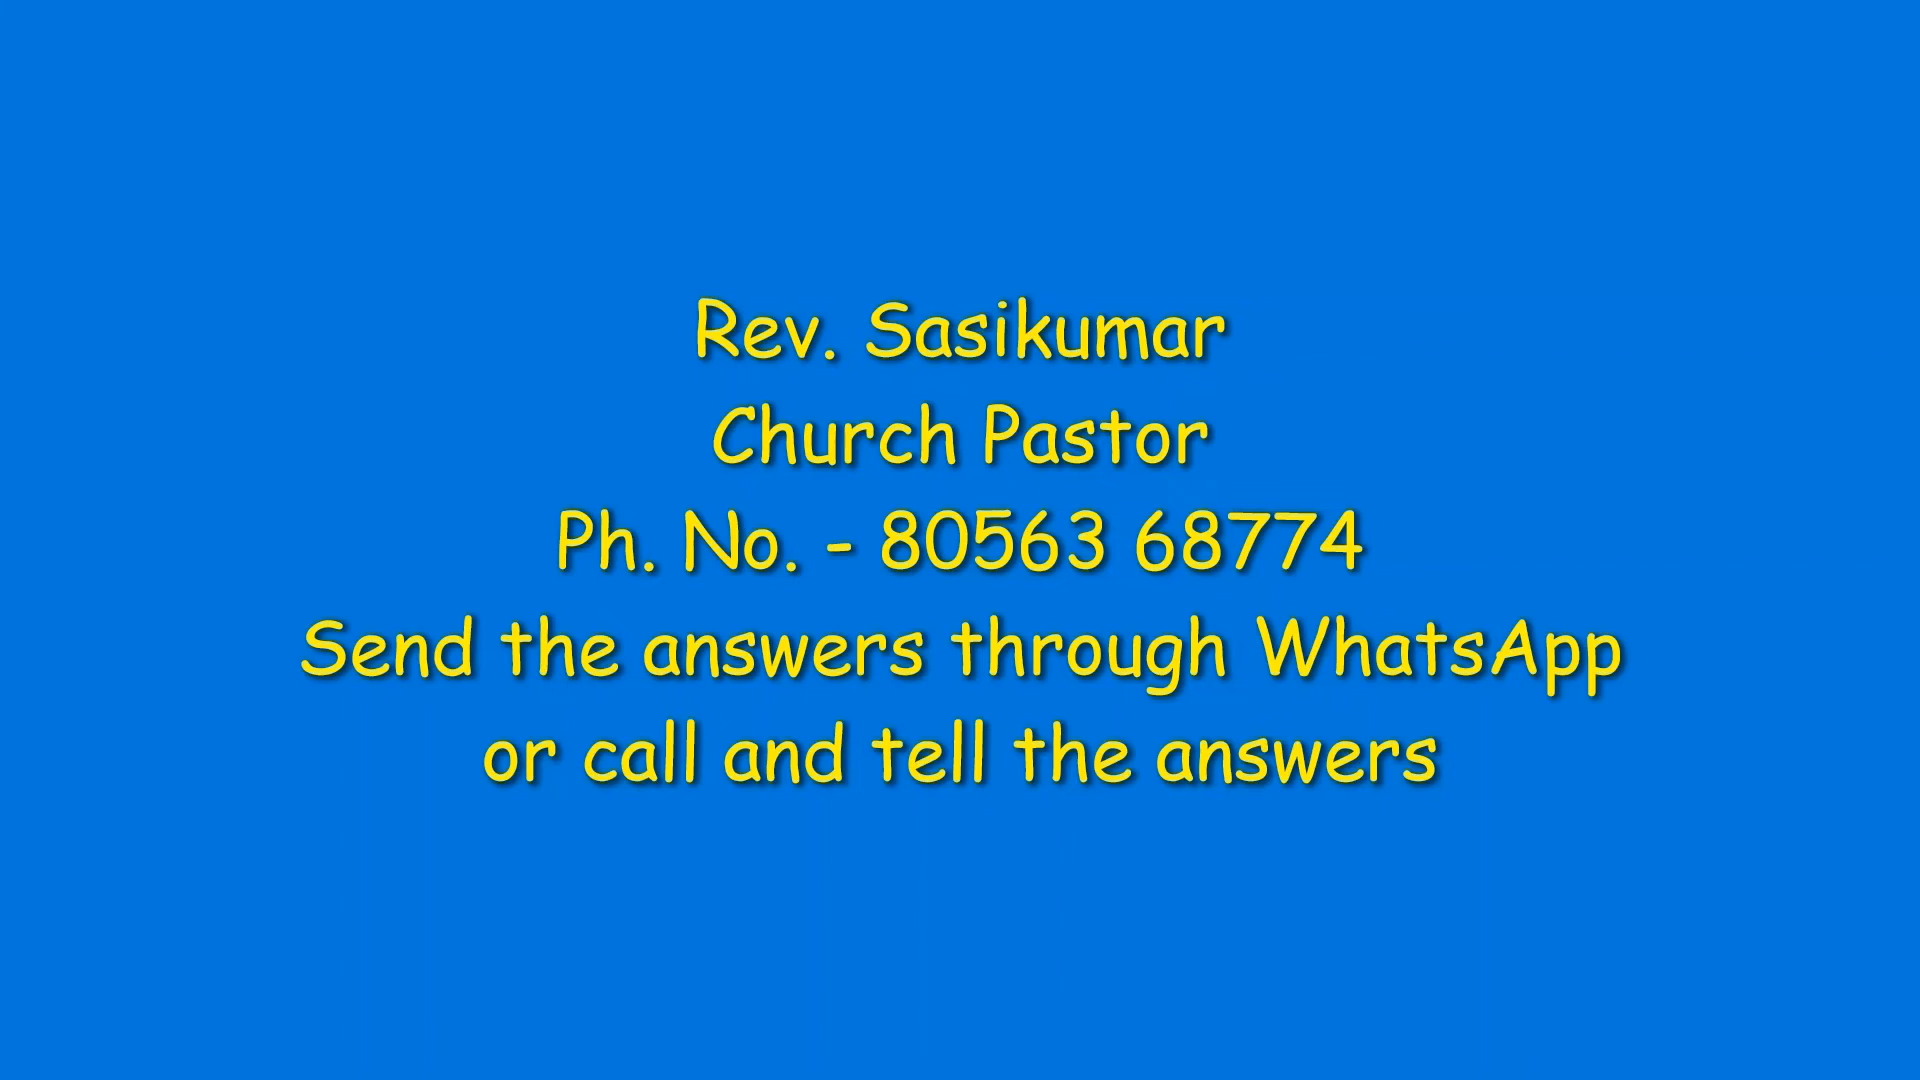 Rev. Sasikumar
Church Pastor
Ph. No. - 80563 68774
Send the answers through WhatsApp
or call and tell the answers